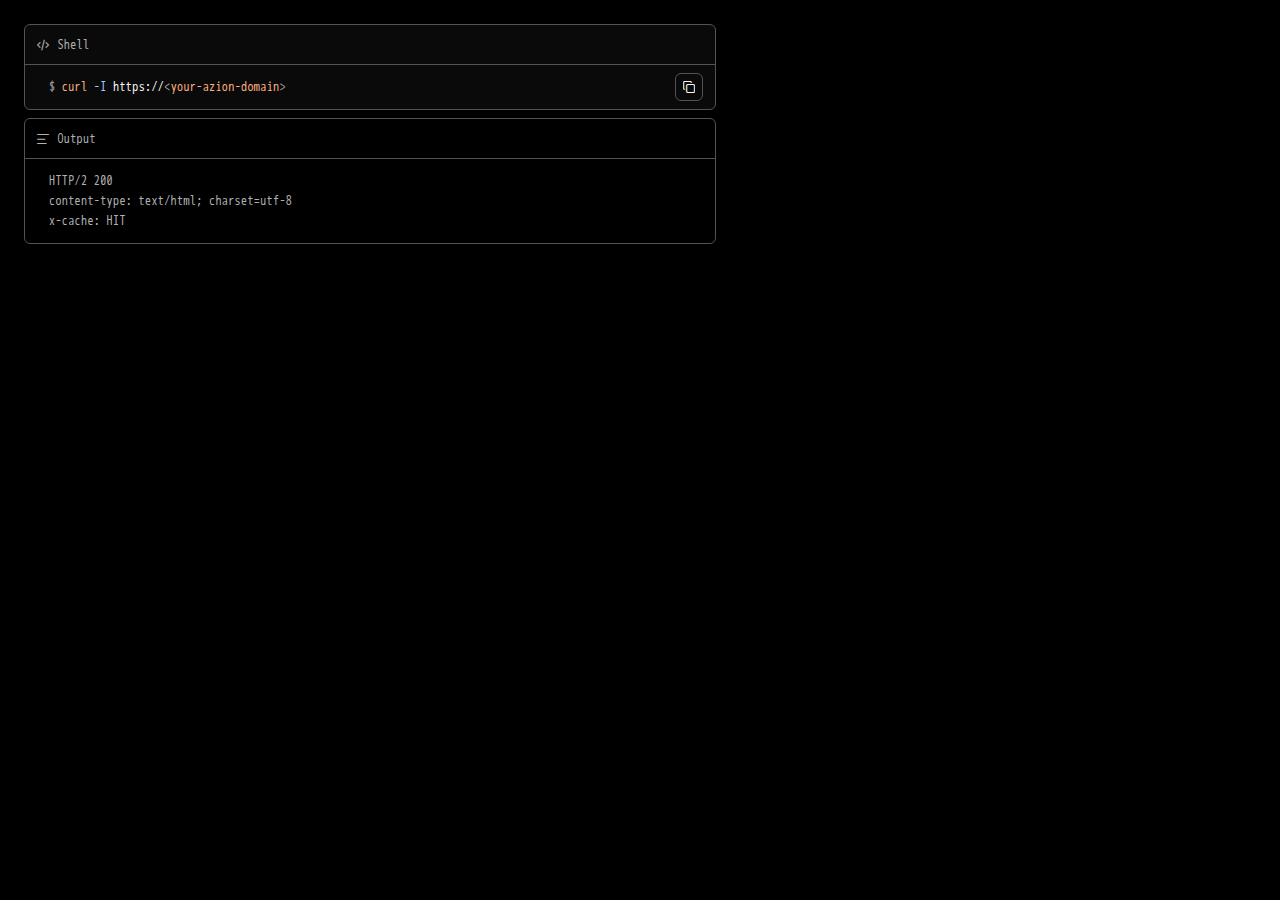 Shell
$ curl -I https://<your-azion-domain>
Output
HTTP/2 200
content-type: text/html; charset=utf-8
x-cache: HIT